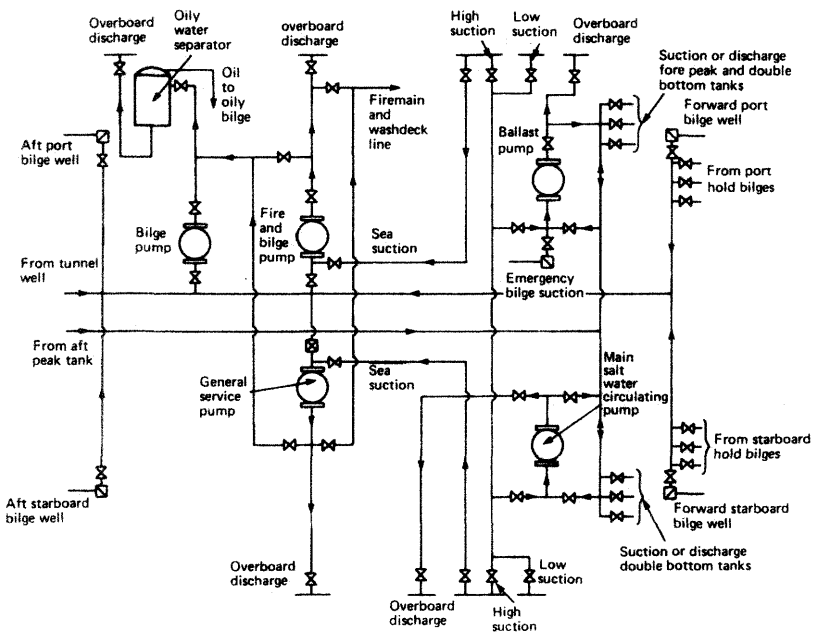 Overboard
discharge
Oily
water
separator
Oil
to
oily
bilge
overboard
discharge
Firemain and
washdeck
line
High
suction
Low
suction
Overboard
discharge
Suction or discharge
fore peak and double
bottom tanks
Forward port
bilge well
From port
hold bilges
Aft port
bilge well
Ballast
pump
Bilge
pump
Fire
and
bilge
pump
Sea
suction
Emergency
bilge suction
From tunnel
well
From aft
peak tank
General
service
pump
Sea
suction
Main
salt
water
circulating
pump
From starboard
hold bilges
Aft starboard
bilge well
Forward starboard
bilge well
Suction or discharge
double bottom tanks
Overboard
discharge
Overboard
discharge
High
suction
Low
suction